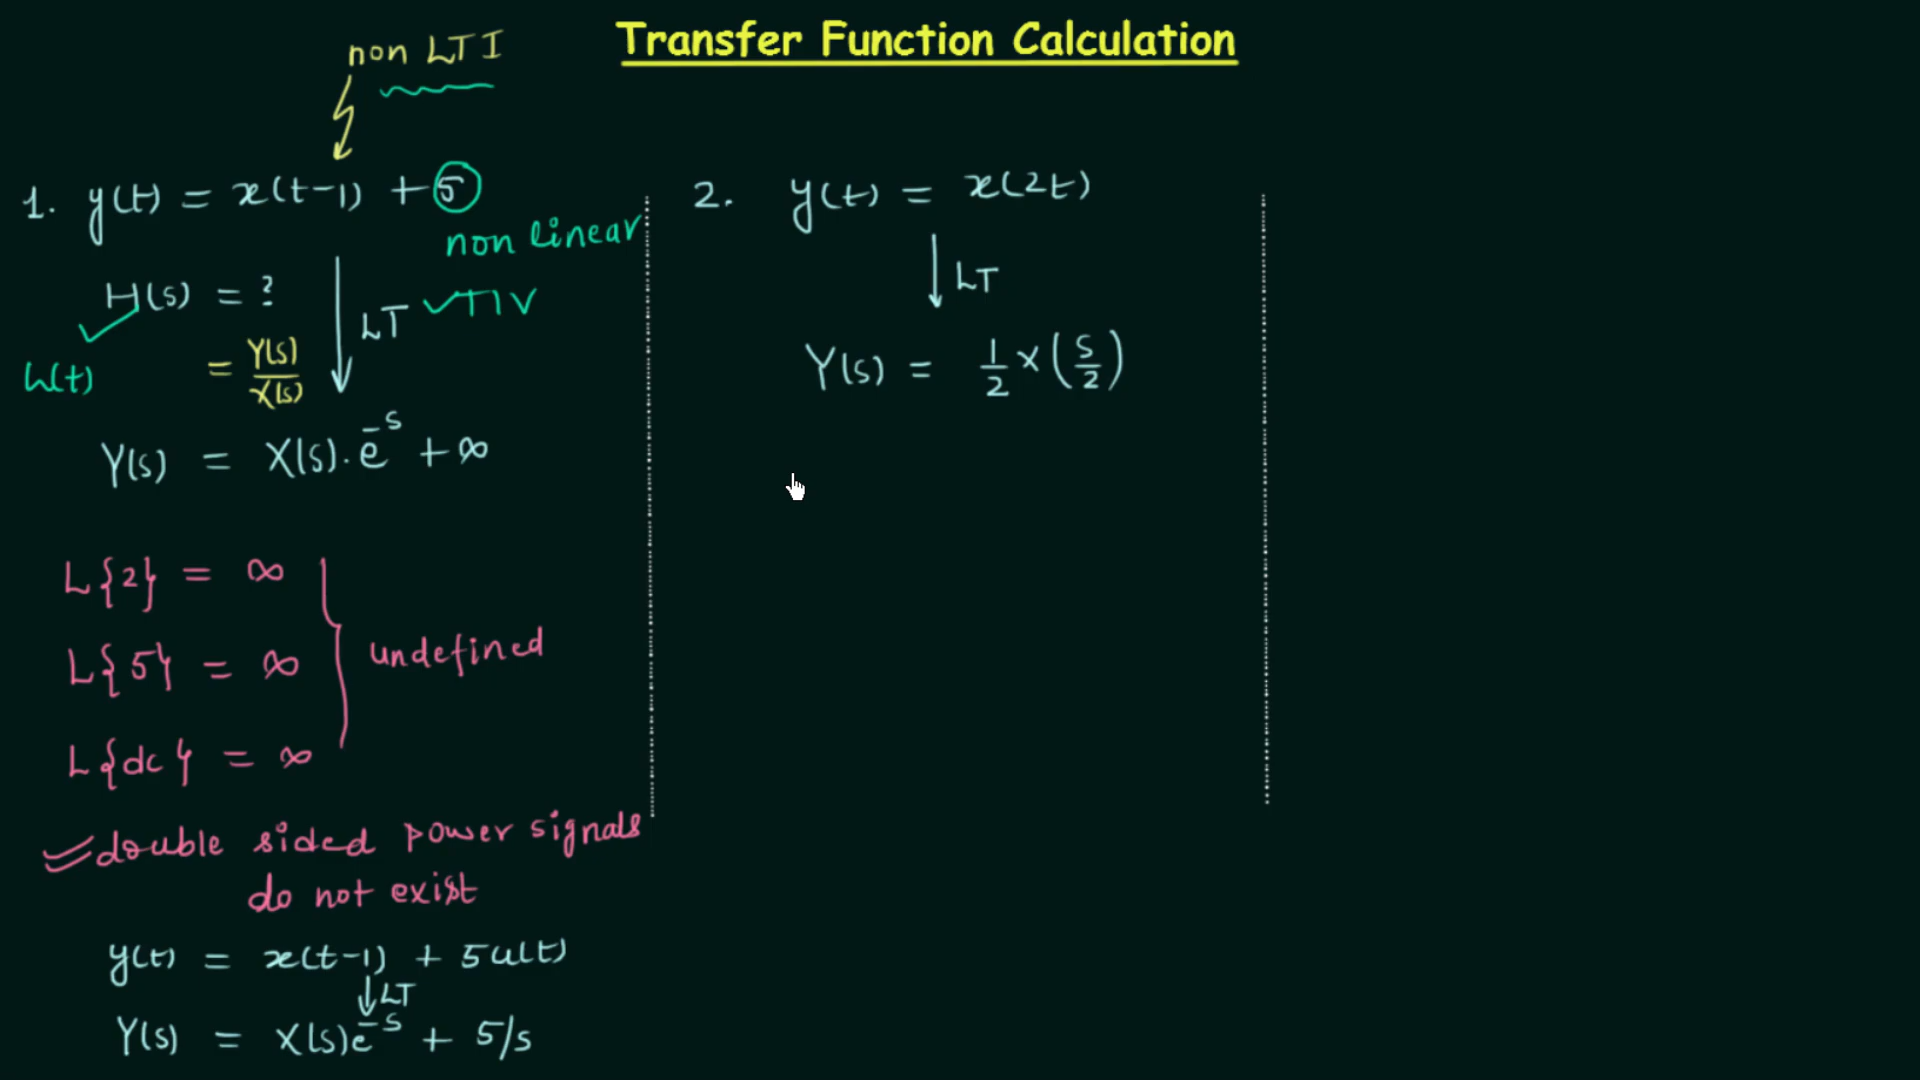 Transfer Function Calculation
non LTI
1. y(t) = x(t-1) + 5
non linear
H(s) = ?
LT ✓TIV
h(t)
= Y(s)/X(s)
Y(s) = X(s).e^-s + ∞
L{2} = ∞
L{5} = ∞
undefined
L{dc} = ∞
double sided power signals
do not exist
y(t) = x(t-1) + 5u(t)
↓LT
Y(s) = X(s)e^-s + 5/s
2. y(t) = x(2t)
↓ LT
Y(s) = 1/2 X(s/2)